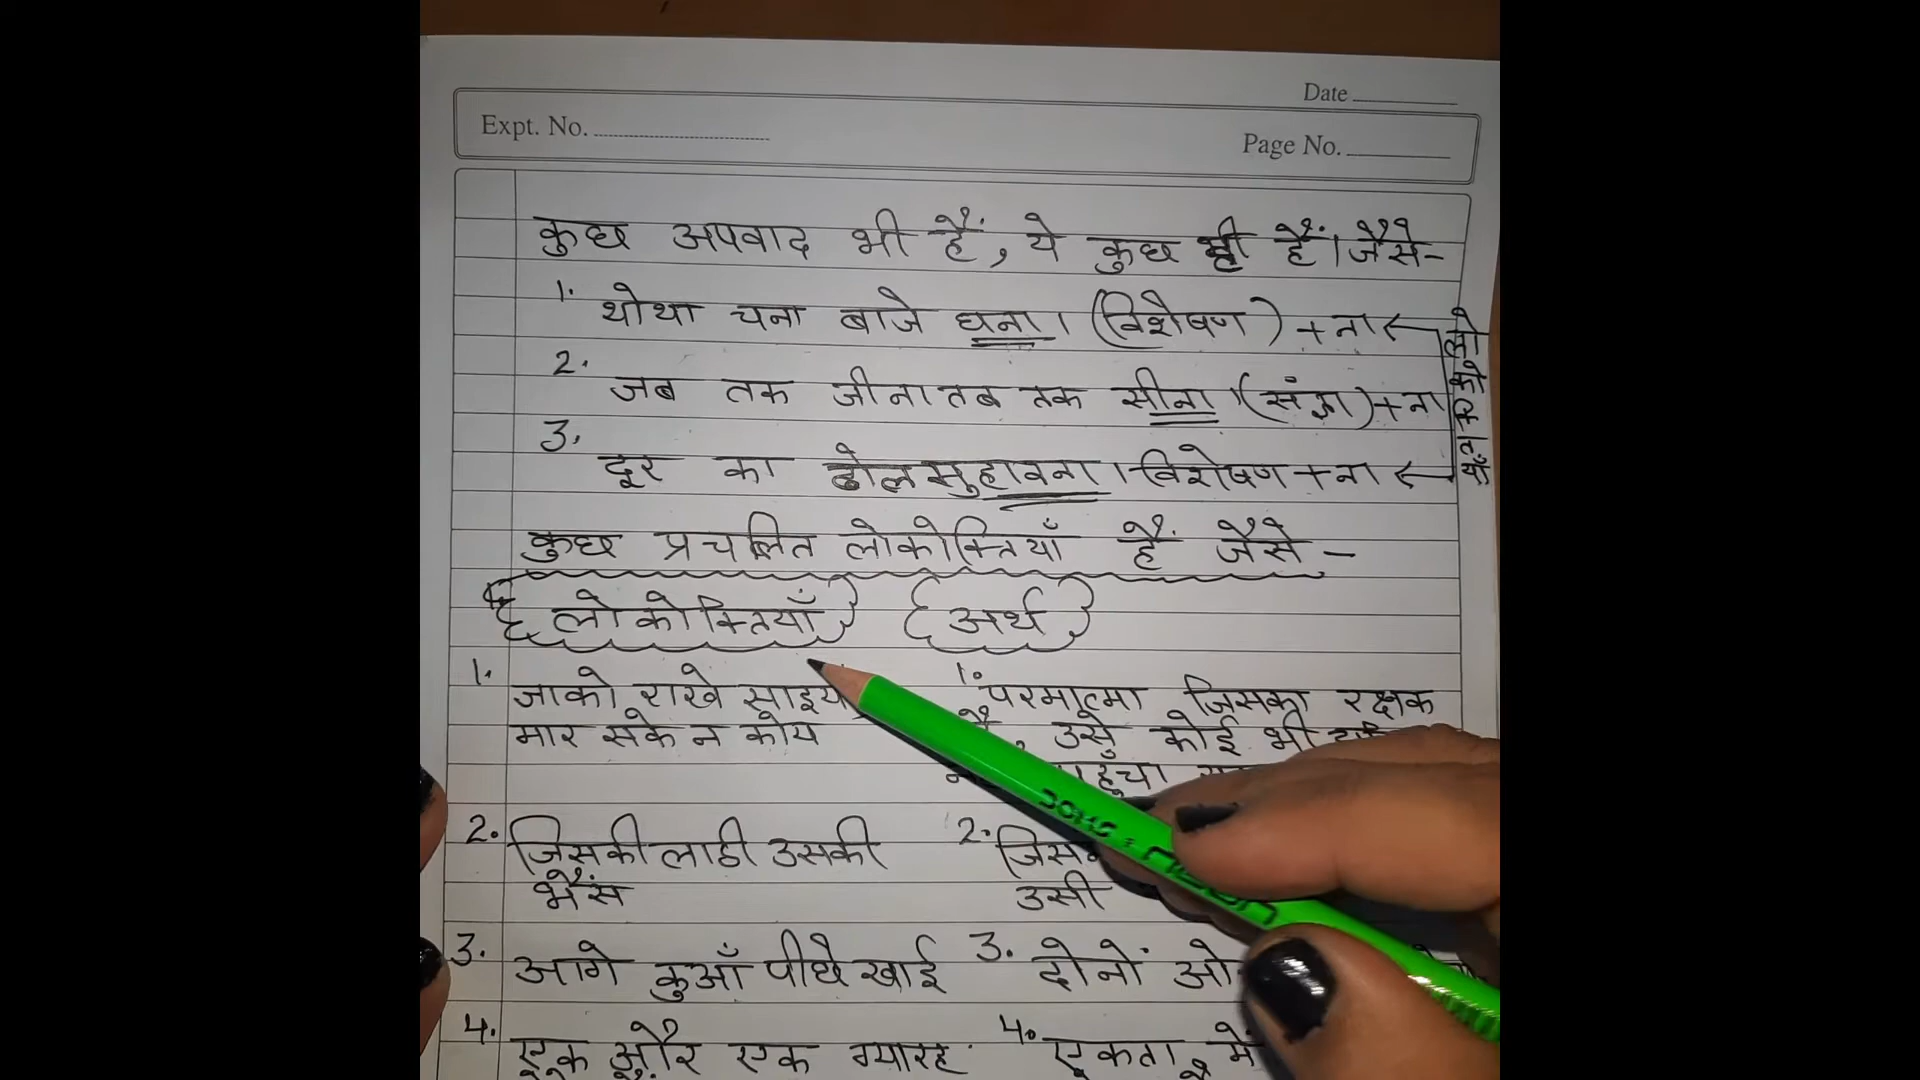 Date
Expt. No.
Page No.
कुछ अपवाद भी हैं, ये कुछ ही हैं। जैसे-
1. थोथा चना बाजे घना। (विशेषण) + ना ←
2. जब तक जीना तब तक सीना (संज्ञा) + ना
3. दूर का ढोल सुहावना। विशेषण + ना ←
लोकोक्तियाँ
कुछ प्रचलित लोकोक्तियाँ हैं जैसे -
लोकोक्तियाँ अर्थ
1. जाको राखे साइयां
मार सके न कोय
1. परमात्मा जिसका रक्षक
है, उसे कोई भी
2. जिसकी लाठी उसकी
भैंस
2.
उसी
3. आगे कुआँ पीछे खाई
3. दोनों
4. एक और एक ग्यारह
4. एकता में